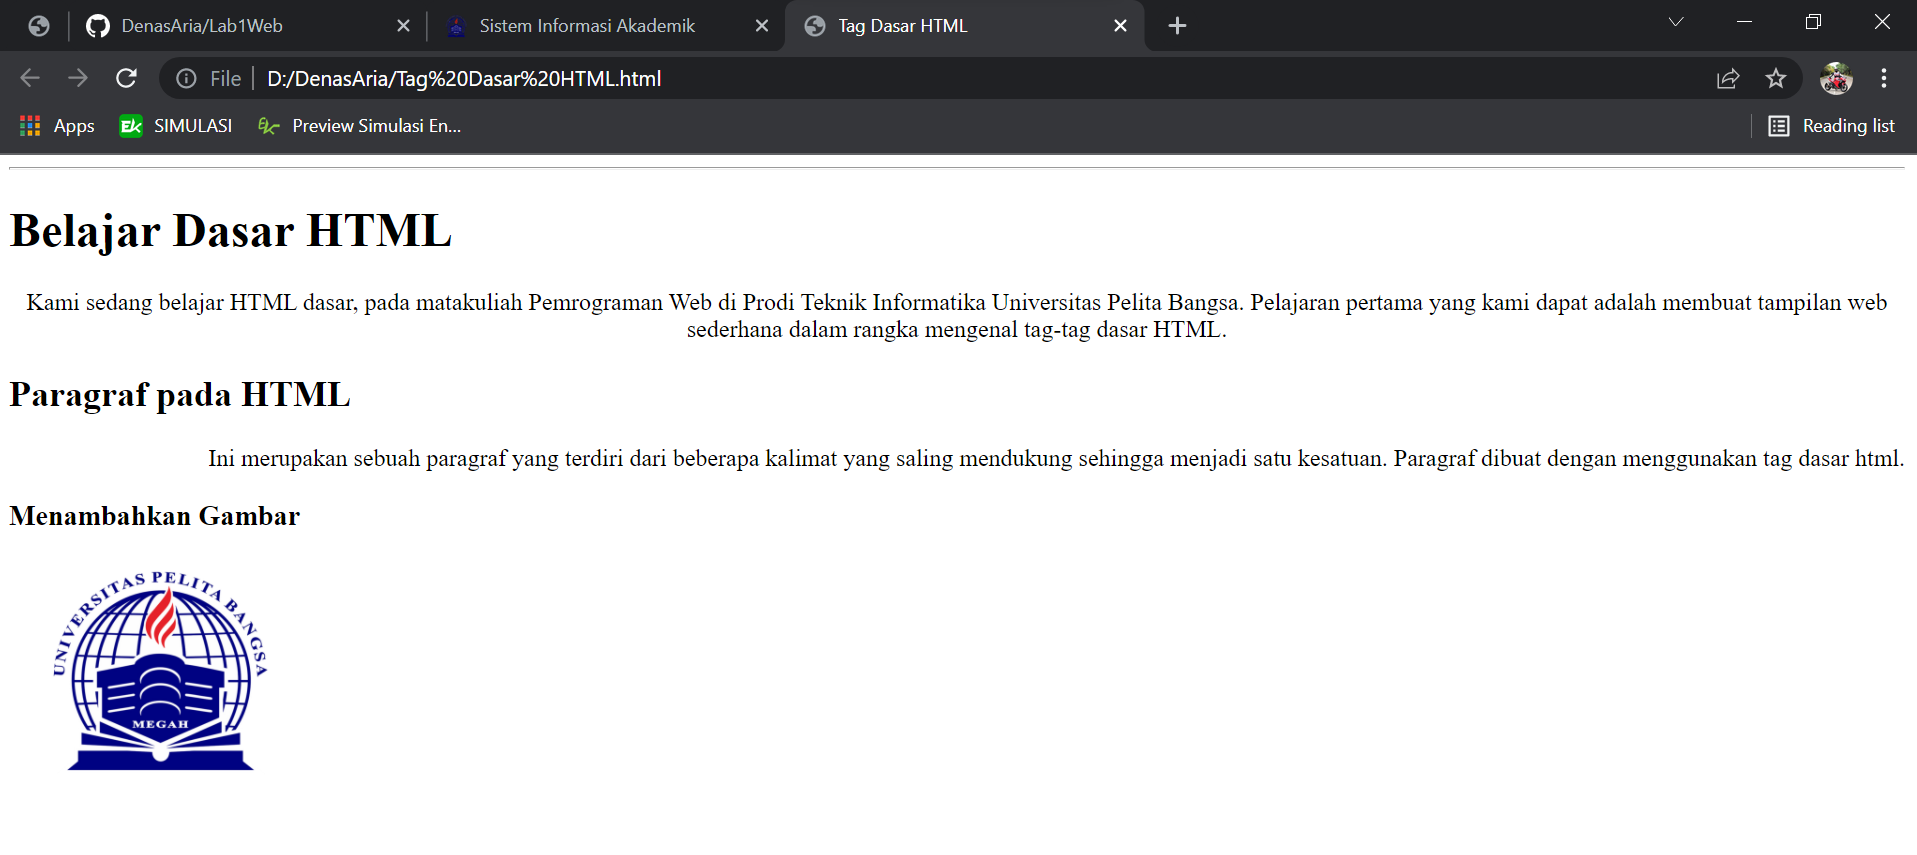 DenasAria/Lab1Web
Sistem Informasi Akademik
Tag Dasar HTML
File
D:/DenasAria/Tag%20Dasar%20HTML.html
Apps
Ek
SIMULASI
Preview Simulasi En...
Reading list
Belajar Dasar HTML
Kami sedang belajar HTML dasar, pada matakuliah Pemrograman Web di Prodi Teknik Informatika Universitas Pelita Bangsa. Pelajaran pertama yang kami dapat adalah membuat tampilan web
sederhana dalam rangka mengenal tag-tag dasar HTML.
Paragraf pada HTML
Ini merupakan sebuah paragraf yang terdiri dari beberapa kalimat yang saling mendukung sehingga menjadi satu kesatuan. Paragraf dibuat dengan menggunakan tag dasar html.
Menambahkan Gambar
UNIVERSITAS PELITA BANGSA
MEGAH